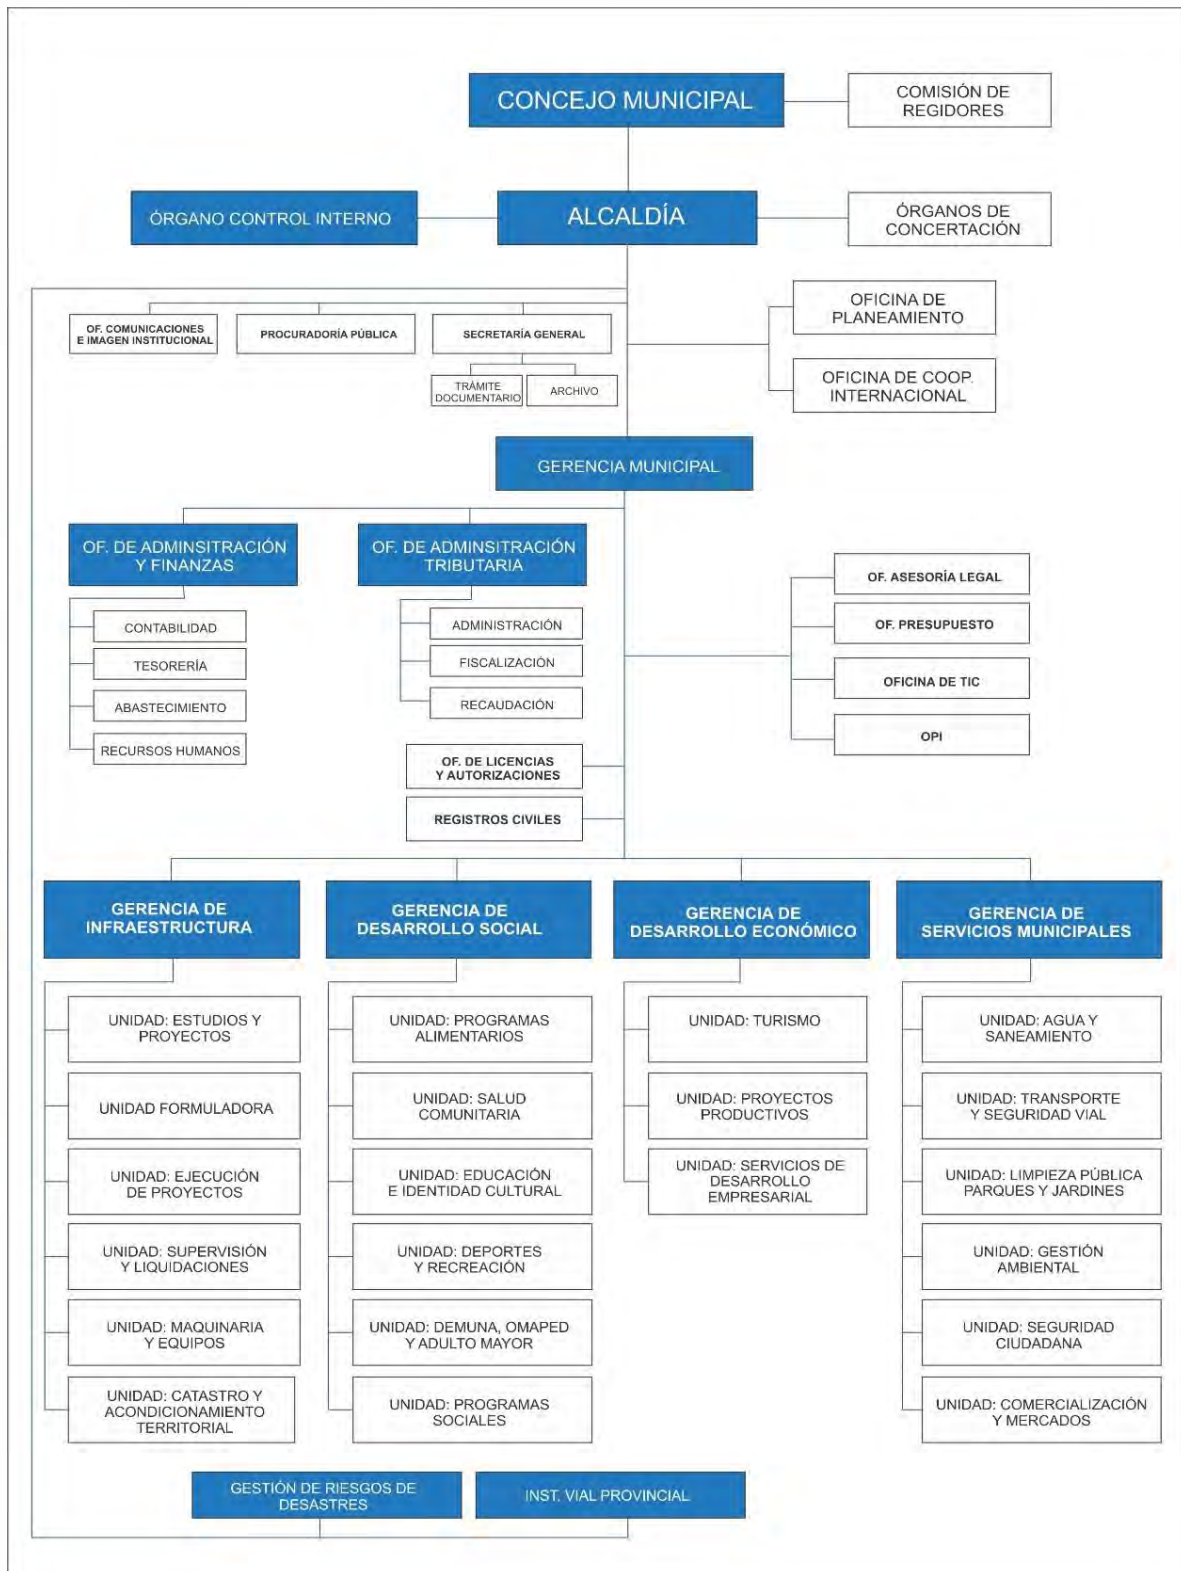 CONCEJO MUNICIPAL
COMISIÓN DE
REGIDORES
ÓRGANO CONTROL INTERNO
ALCALDÍA
ÓRGANOS DE
CONCERTACIÓN
OF. COMUNICACIONES
E IMAGEN INSTITUCIONAL
PROCURADORÍA PÚBLICA
SECRETARÍA GENERAL
TRÁMITE
DOCUMENTARIO
ARCHIVO
OFICINA DE
PLANEAMIENTO
OFICINA DE COOP.
INTERNACIONAL
GERENCIA MUNICIPAL
OF. DE ADMINSITRACIÓN
Y FINANZAS
CONTABILIDAD
TESORERÍA
ABASTECIMIENTO
RECURSOS HUMANOS
OF. DE ADMINSITRACIÓN
TRIBUTARIA
ADMINISTRACIÓN
FISCALIZACIÓN
RECAUDACIÓN
OF. ASESORÍA LEGAL
OF. PRESUPUESTO
OFICINA DE TIC
OPI
OF. DE LICENCIAS
Y AUTORIZACIONES
REGISTROS CIVILES
GERENCIA DE
INFRAESTRUCTURA
UNIDAD: ESTUDIOS Y
PROYECTOS
UNIDAD FORMULADORA
UNIDAD: EJECUCIÓN
DE PROYECTOS
UNIDAD: SUPERVISIÓN
Y LIQUIDACIONES
UNIDAD: MAQUINARIA
Y EQUIPOS
UNIDAD: CATASTRO Y
ACONDICIONAMIENTO
TERRITORIAL
GERENCIA DE
DESARROLLO SOCIAL
UNIDAD: PROGRAMAS
ALIMENTARIOS
UNIDAD: SALUD
COMUNITARIA
UNIDAD: EDUCACIÓN
E IDENTIDAD CULTURAL
UNIDAD: DEPORTES
Y RECREACIÓN
UNIDAD: DEMUNA, OMAPED
Y ADULTO MAYOR
UNIDAD: PROGRAMAS
SOCIALES
GERENCIA DE
DESARROLLO ECONÓMICO
UNIDAD: TURISMO
UNIDAD: PROYECTOS
PRODUCTIVOS
UNIDAD: SERVICIOS DE
DESARROLLO
EMPRESARIAL
GERENCIA DE
SERVICIOS MUNICIPALES
UNIDAD: AGUA Y
SANEAMIENTO
UNIDAD: TRANSPORTE
Y SEGURIDAD VIAL
UNIDAD: LIMPIEZA PÚBLICA
PARQUES Y JARDINES
UNIDAD: GESTIÓN
AMBIENTAL
UNIDAD: SEGURIDAD
CIUDADANA
UNIDAD: COMERCIALIZACIÓN
Y MERCADOS
GESTIÓN DE RIESGOS DE
DESASTRES
INST. VIAL PROVINCIAL